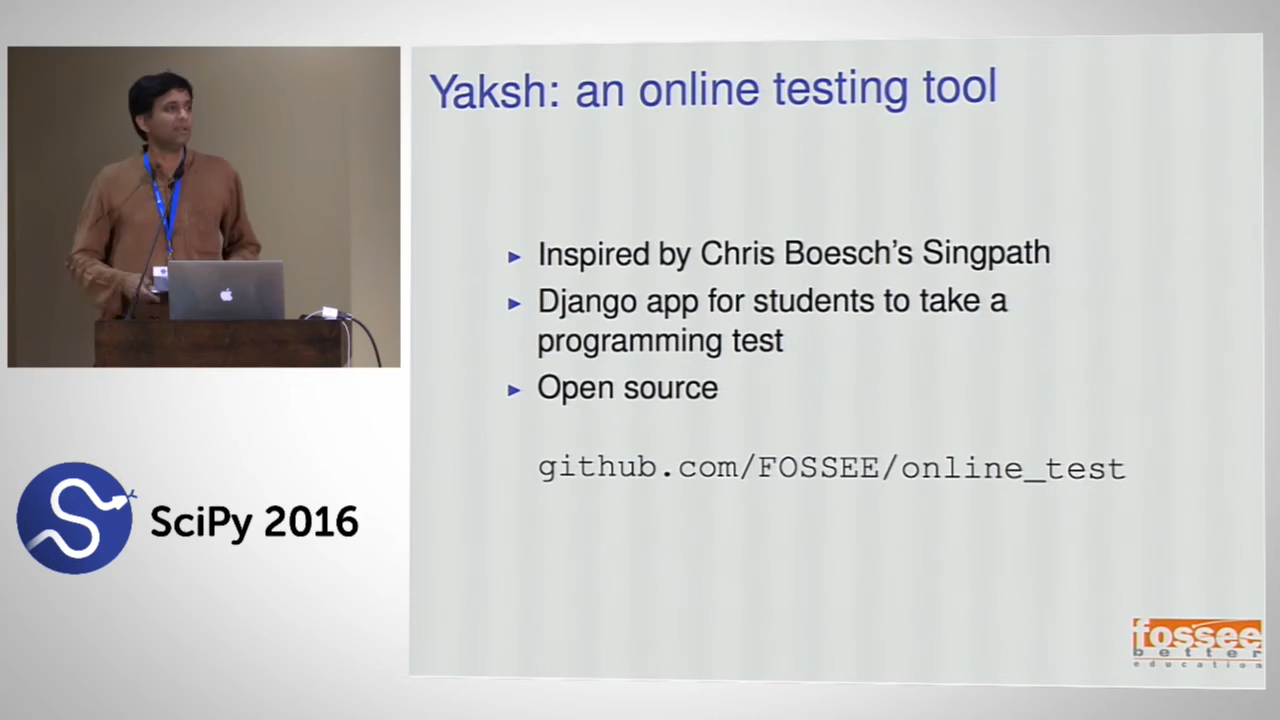 Yaksh: an online testing tool
▸ Inspired by Chris Boesch's Singpath
▸ Django app for students to take a
programming test
▸ Open source
github.com/FOSSEE/online_test
SciPy 2016
fossee
better
education